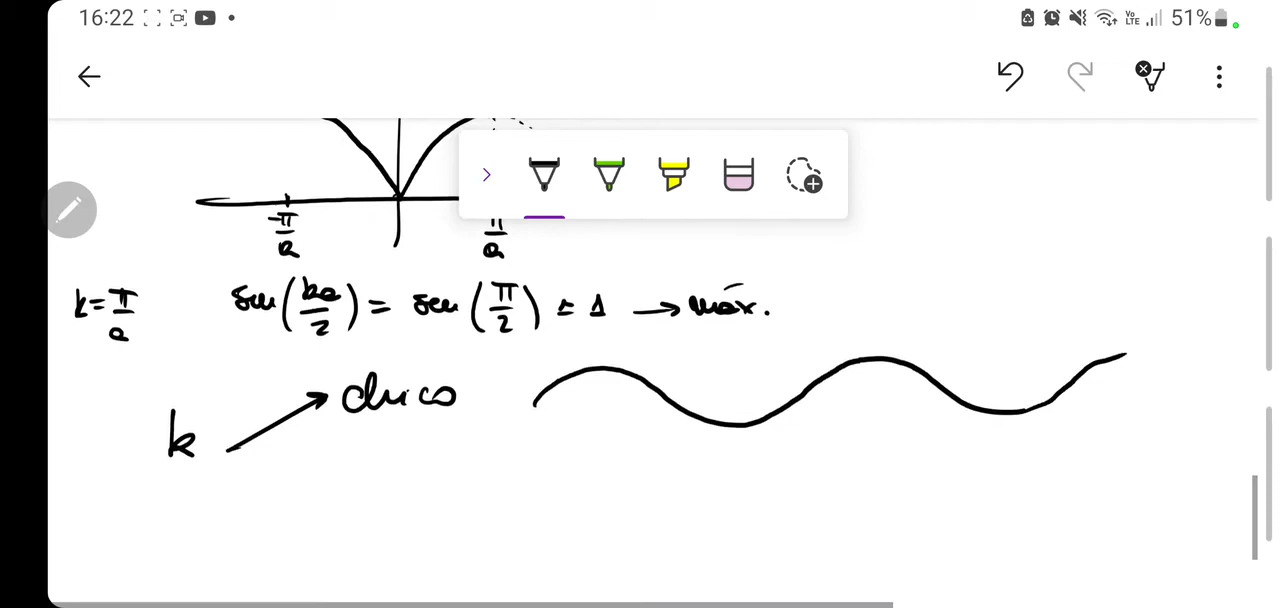 16:22
51%
-π/a
π/a
k=π/a sen(ka/2) = sen(π/2) = 1 → máx.
k → chico